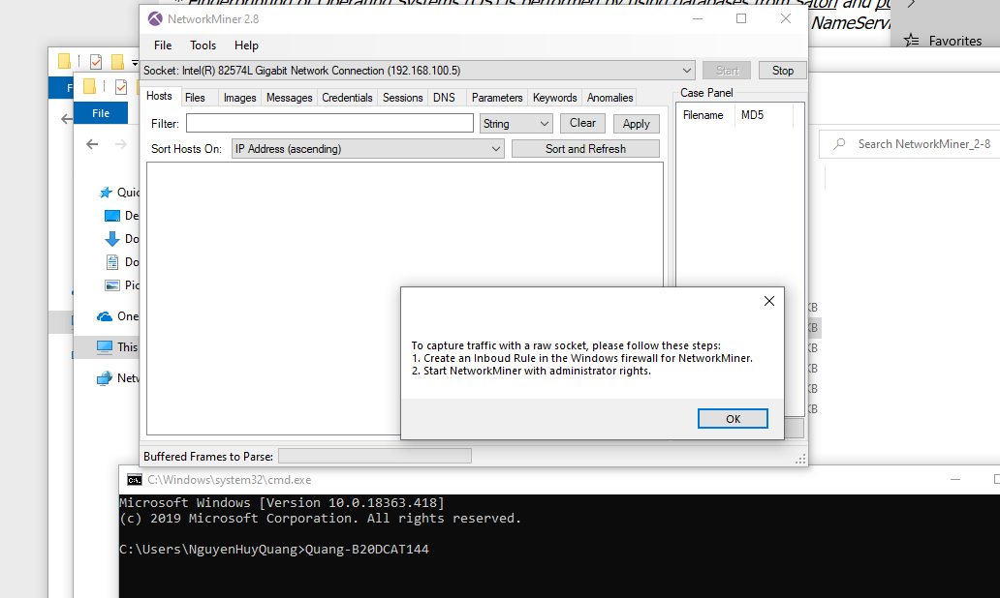 * Fingerprinting of Operating Systems (OS) is performed by using databases from Satori and
NameServ
Favorites
NetworkMiner 2.8
File Tools Help
Socket: Intel(R) 82574L Gigabit Network Connection (192.168.100.5)
Start
Stop
Hosts Files Images Messages Credentials Sessions DNS Parameters Keywords Anomalies
Case Panel
Filename MD5
Filter:
String
Clear
Apply
Sort Hosts On:
IP Address (ascending)
Sort and Refresh
F
File
Search NetworkMiner_2-8
Quic
De
Do
Do
Pic
One
This
Netv
KB
KB
KB
KB
KB
KB
To capture traffic with a raw socket, please follow these steps:
1. Create an Inboud Rule in the Windows firewall for NetworkMiner.
2. Start NetworkMiner with administrator rights.
OK
Buffered Frames to Parse:
C:\Windows\system32\cmd.exe
Microsoft Windows [Version 10.0.18363.418]
(c) 2019 Microsoft Corporation. All rights reserved.
C:\Users\NguyenHuyQuang>Quang-B20DCAT144